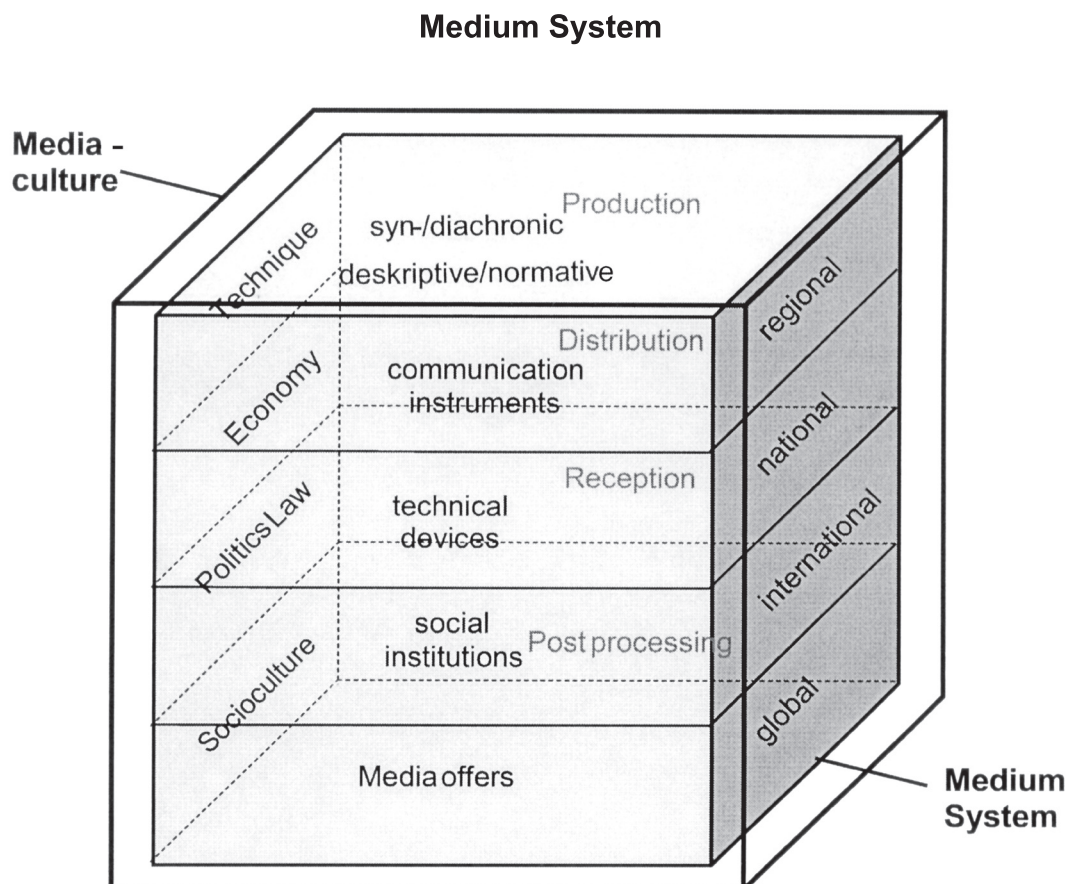 Medium System
Media -
culture
Production
syn-/diachronic
Technique
deskriptive/normative
regional
Distribution
communication
instruments
Economy
national
Reception
technical
devices
Politics Law
international
social
institutions
Post processing
Socioculture
global
Media offers
Medium
System